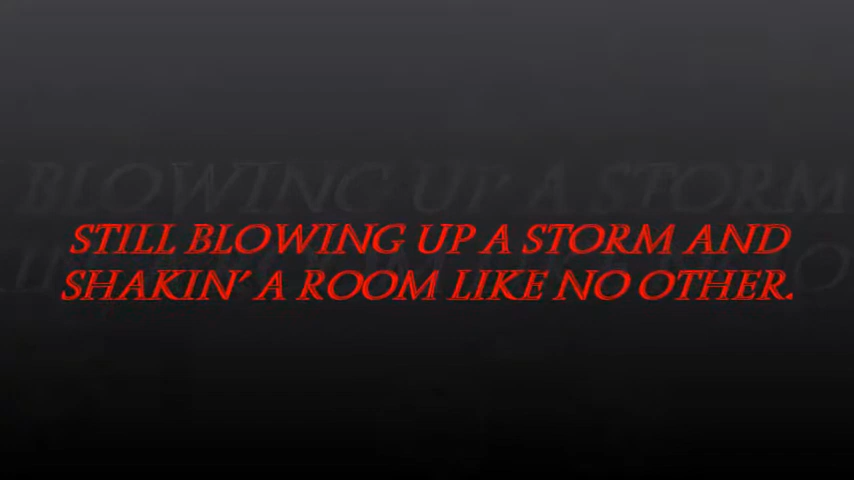 STILL BLOWING UP A STORM AND
SHAKIN' A ROOM LIKE NO OTHER.